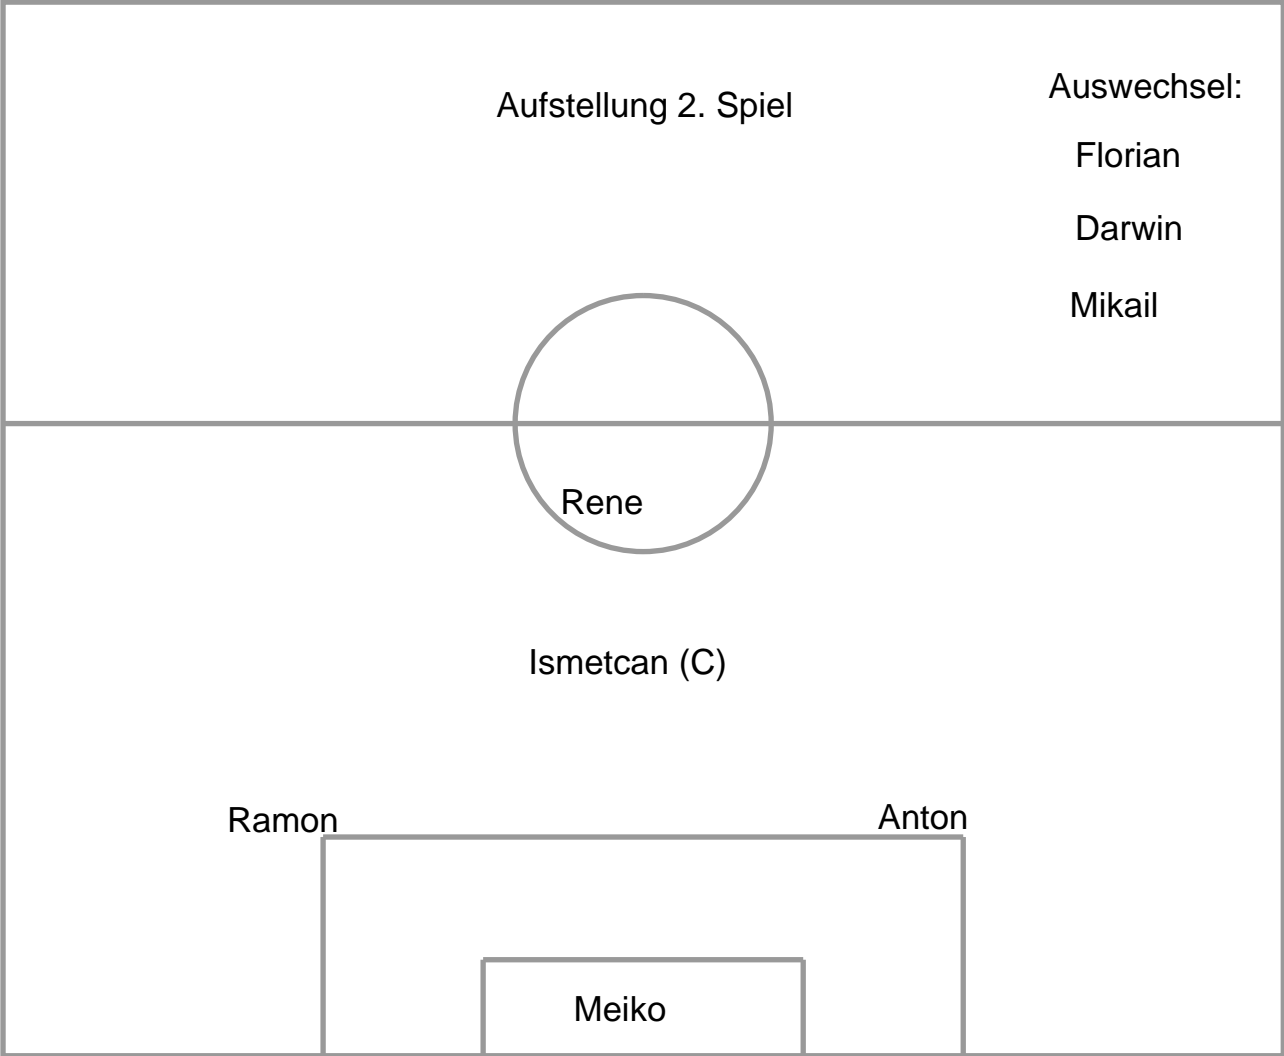 Aufstellung 2. Spiel
Auswechsel:
Florian
Darwin
Mikail
Rene
Ismetcan (C)
Ramon
Anton
Meiko